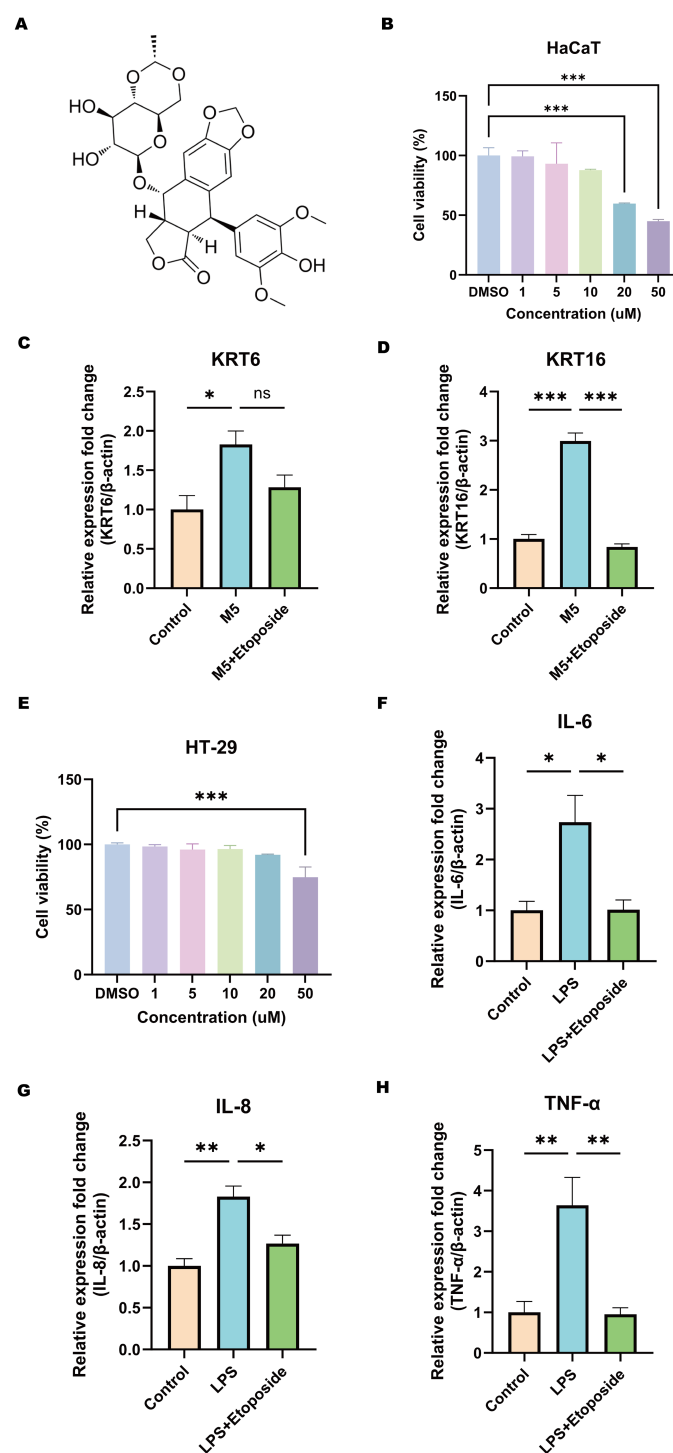 A
HO
HO
O
O
O
O
O
O
O
O
H
H
O
O
O
OH
O
B
HaCaT
***
***
Cell viability (%)
150
100
50
0
DMSO 1 5 10 20 50
Concentration (uM)
C
KRT6
Relative expression fold change
(KRT6/β-actin)
2.5
2.0
1.5
1.0
0.5
0.0
* ns
Control
M5
M5+Etoposide
D
KRT16
Relative expression fold change
(KRT16/β-actin)
4
3
2
1
0
*** ***
Control
M5
M5+Etoposide
E
HT-29
Cell viability (%)
150
100
50
0
***
DMSO 1 5 10 20 50
Concentration (uM)
F
IL-6
Relative expression fold change
(IL-6/β-actin)
4
3
2
1
0
* *
Control
LPS
LPS+Etoposide
G
IL-8
Relative expression fold change
(IL-8/β-actin)
2.5
2.0
1.5
1.0
0.5
0.0
** *
Control
LPS
LPS+Etoposide
H
TNF-α
Relative expression fold change
(TNF-α/β-actin)
5
4
3
2
1
0
** **
Control
LPS
LPS+Etoposide